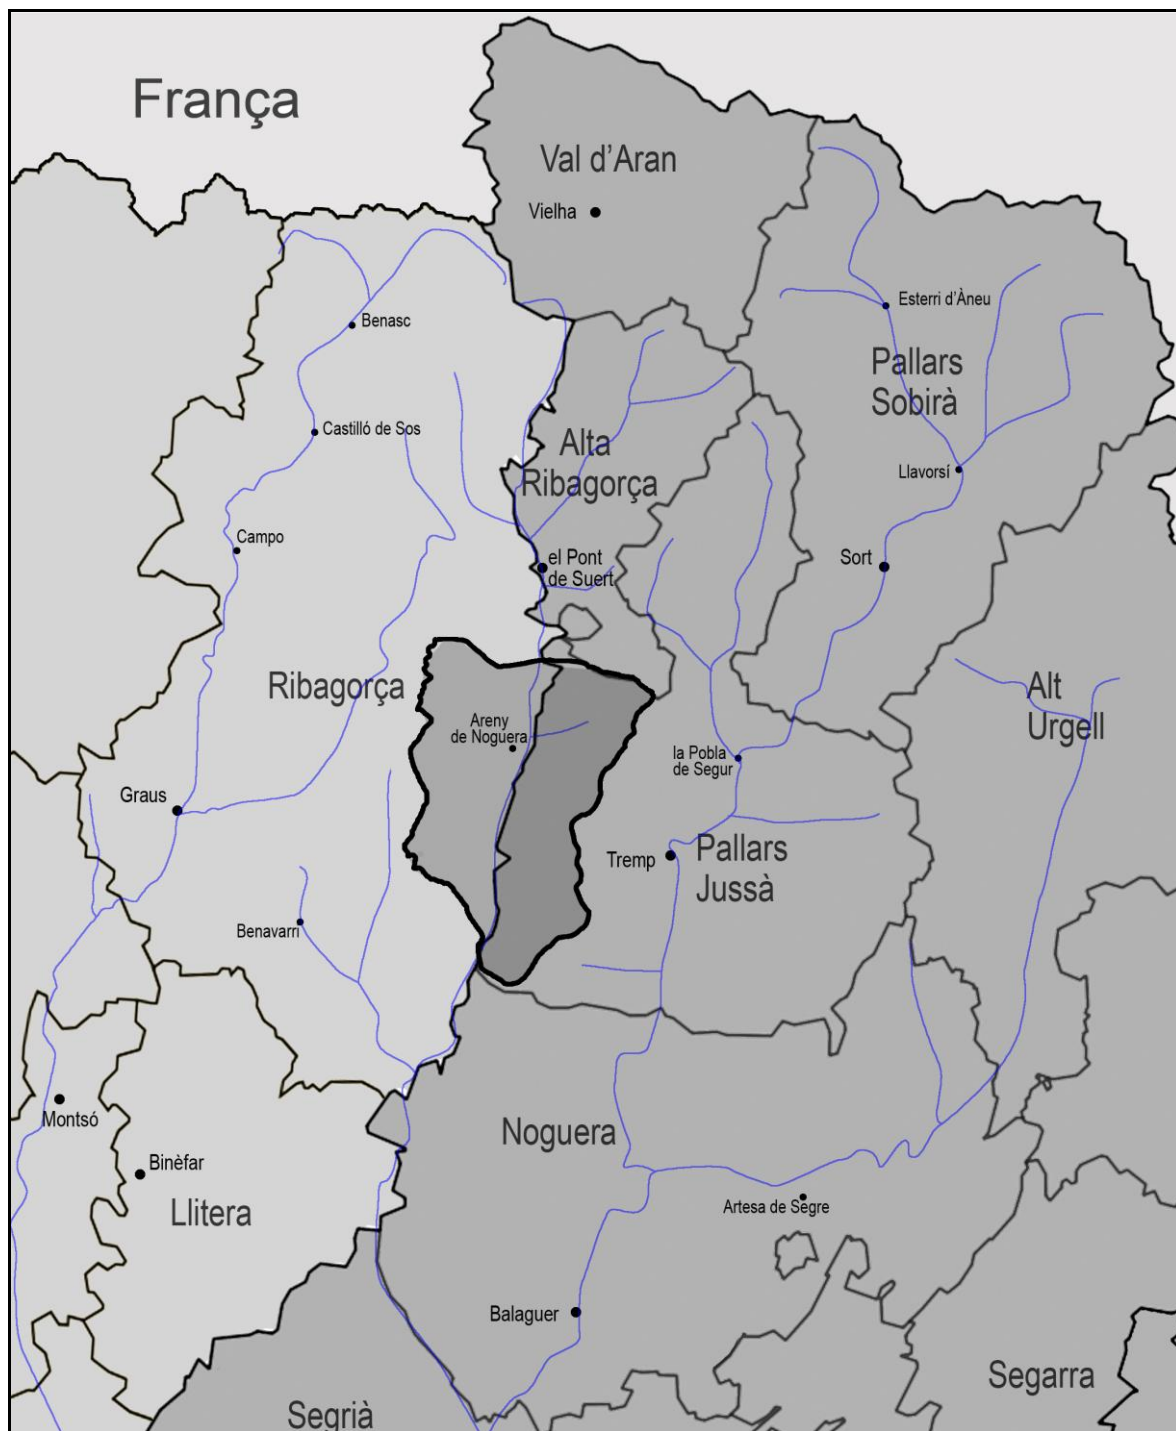 França
Val d'Aran
Vielha
Benasc
Esterri d'Àneu
Pallars
Sobirà
Castilló de Sos
Alta
Ribagorça
Llavorsí
Campo
el Pont
de Suert
Sort
Ribagorça
Alt
Urgell
Areny
de Noguera
la Pobla
de Segur
Graus
Tremp
Pallars
Jussà
Benavarri
Montsó
Noguera
Binèfar
Llitera
Artesa de Segre
Balaguer
Segarra
Segrià